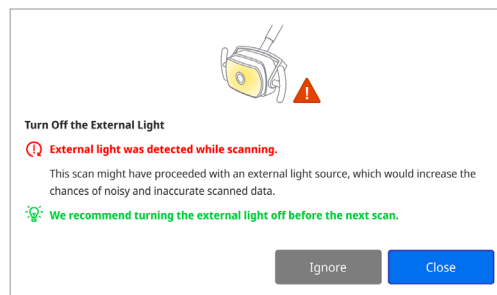 Turn Off the External Light
External light was detected while scanning.
This scan might have proceeded with an external light source, which would increase the
chances of noisy and inaccurate scanned data.
We recommend turning the external light off before the next scan.
Ignore
Close